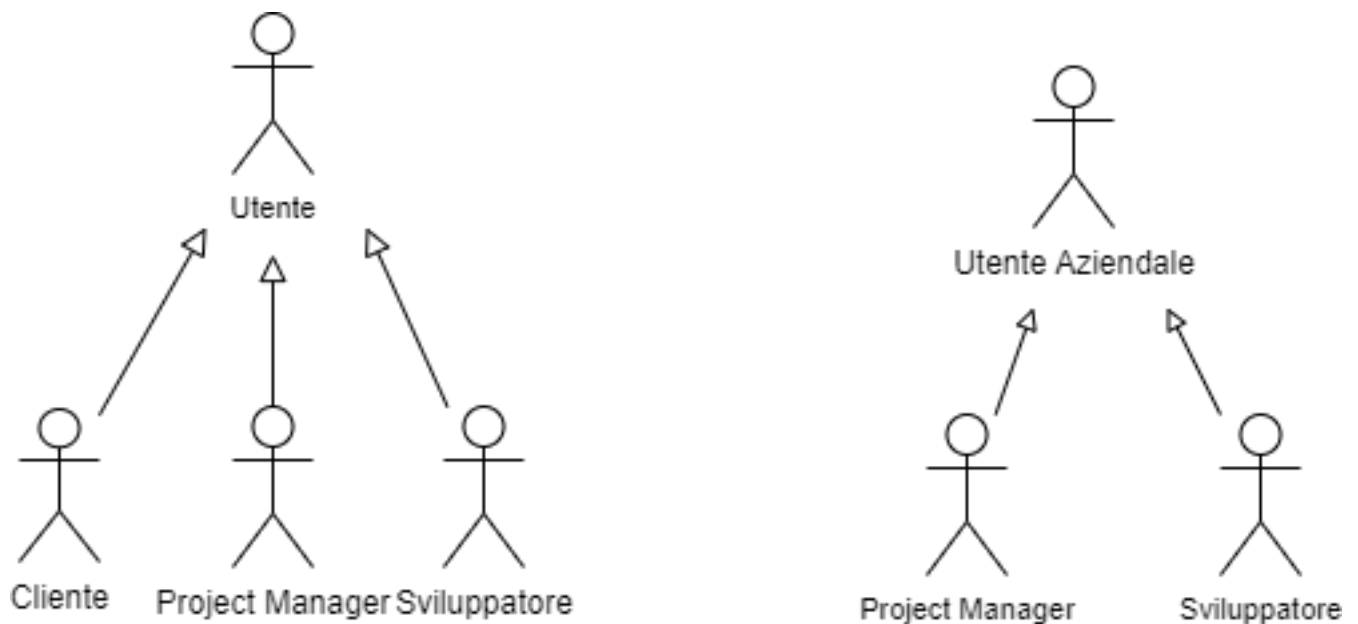 Utente
Utente Aziendale
Cliente
Project Manager
Sviluppatore
Project Manager
Sviluppatore